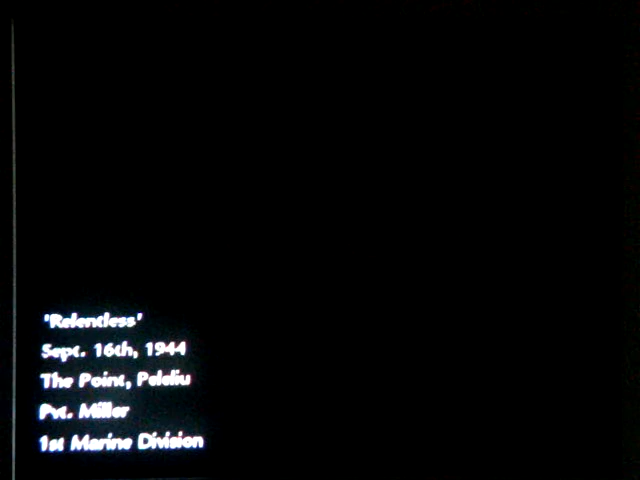 'Relentless'
Sept. 16th, 1944
The Point, Peleliu
Pvt. Miller
1st Marine Division